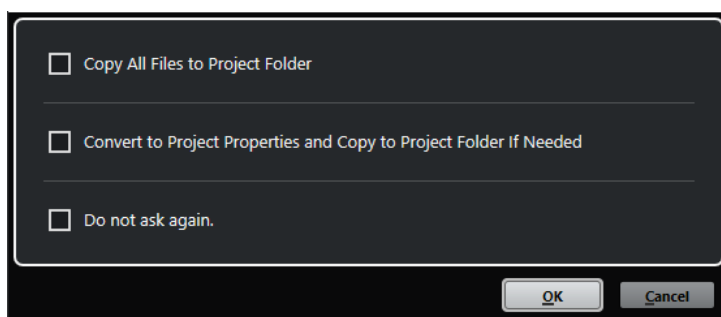 Copy All Files to Project Folder
Convert to Project Properties and Copy to Project Folder If Needed
Do not ask again.
OK
Cancel